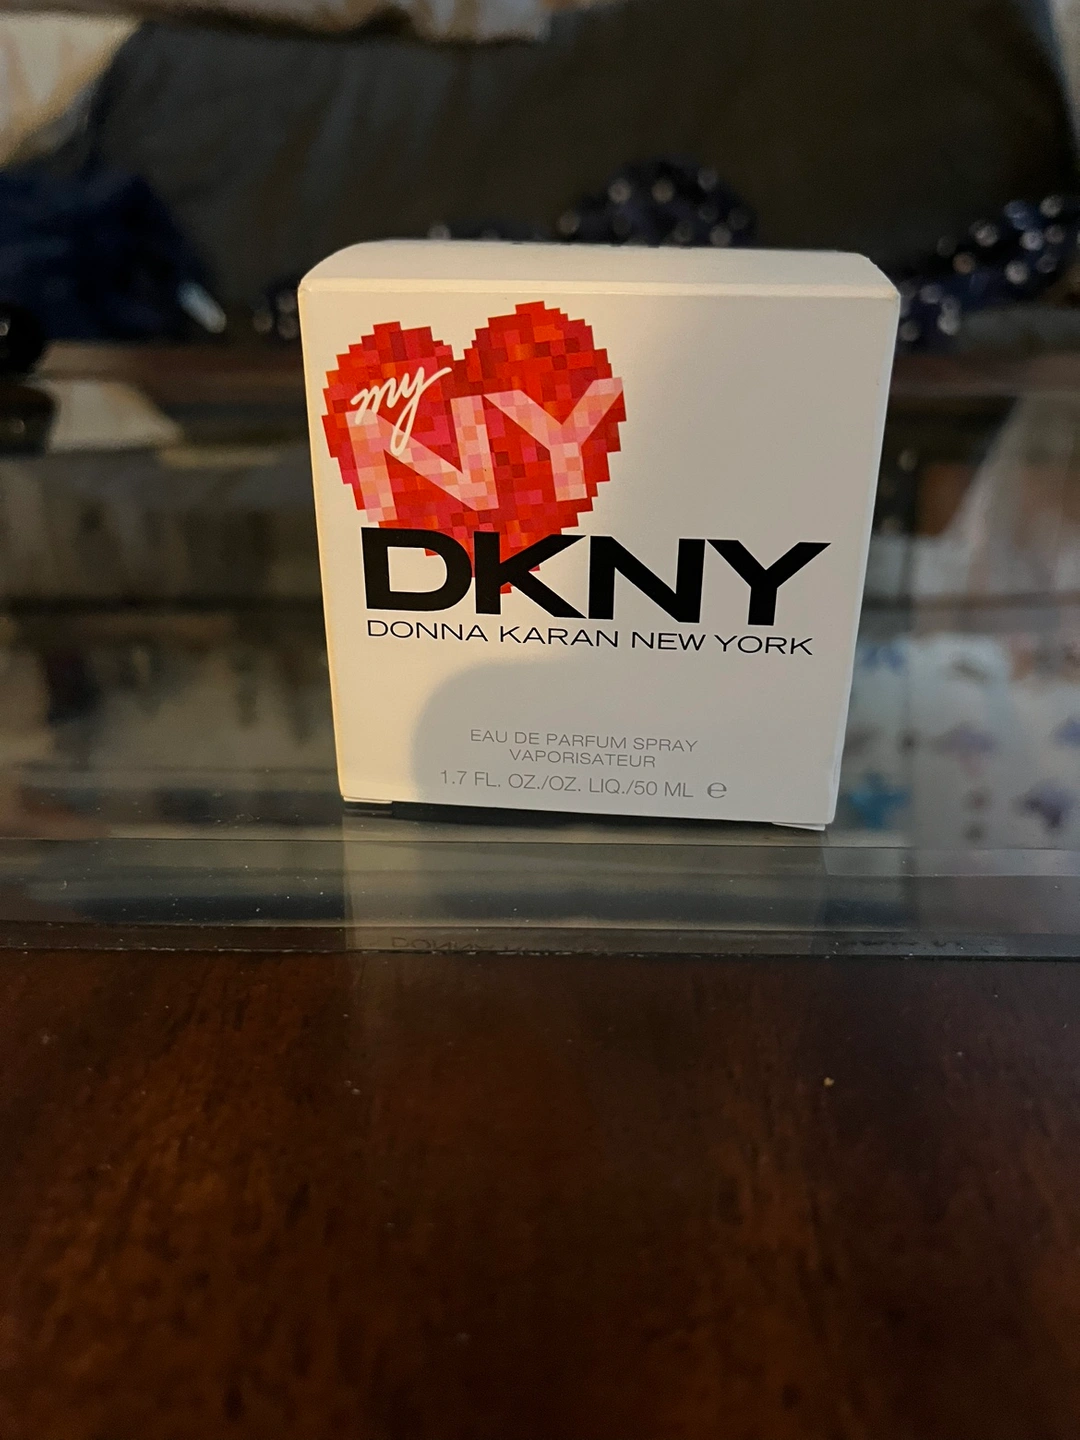 my
NY
DKNY
DONNA KARAN NEW YORK
EAU DE PARFUM SPRAY
VAPORISATEUR
1.7 FL. OZ./OZ. LIQ./50 ML ℮